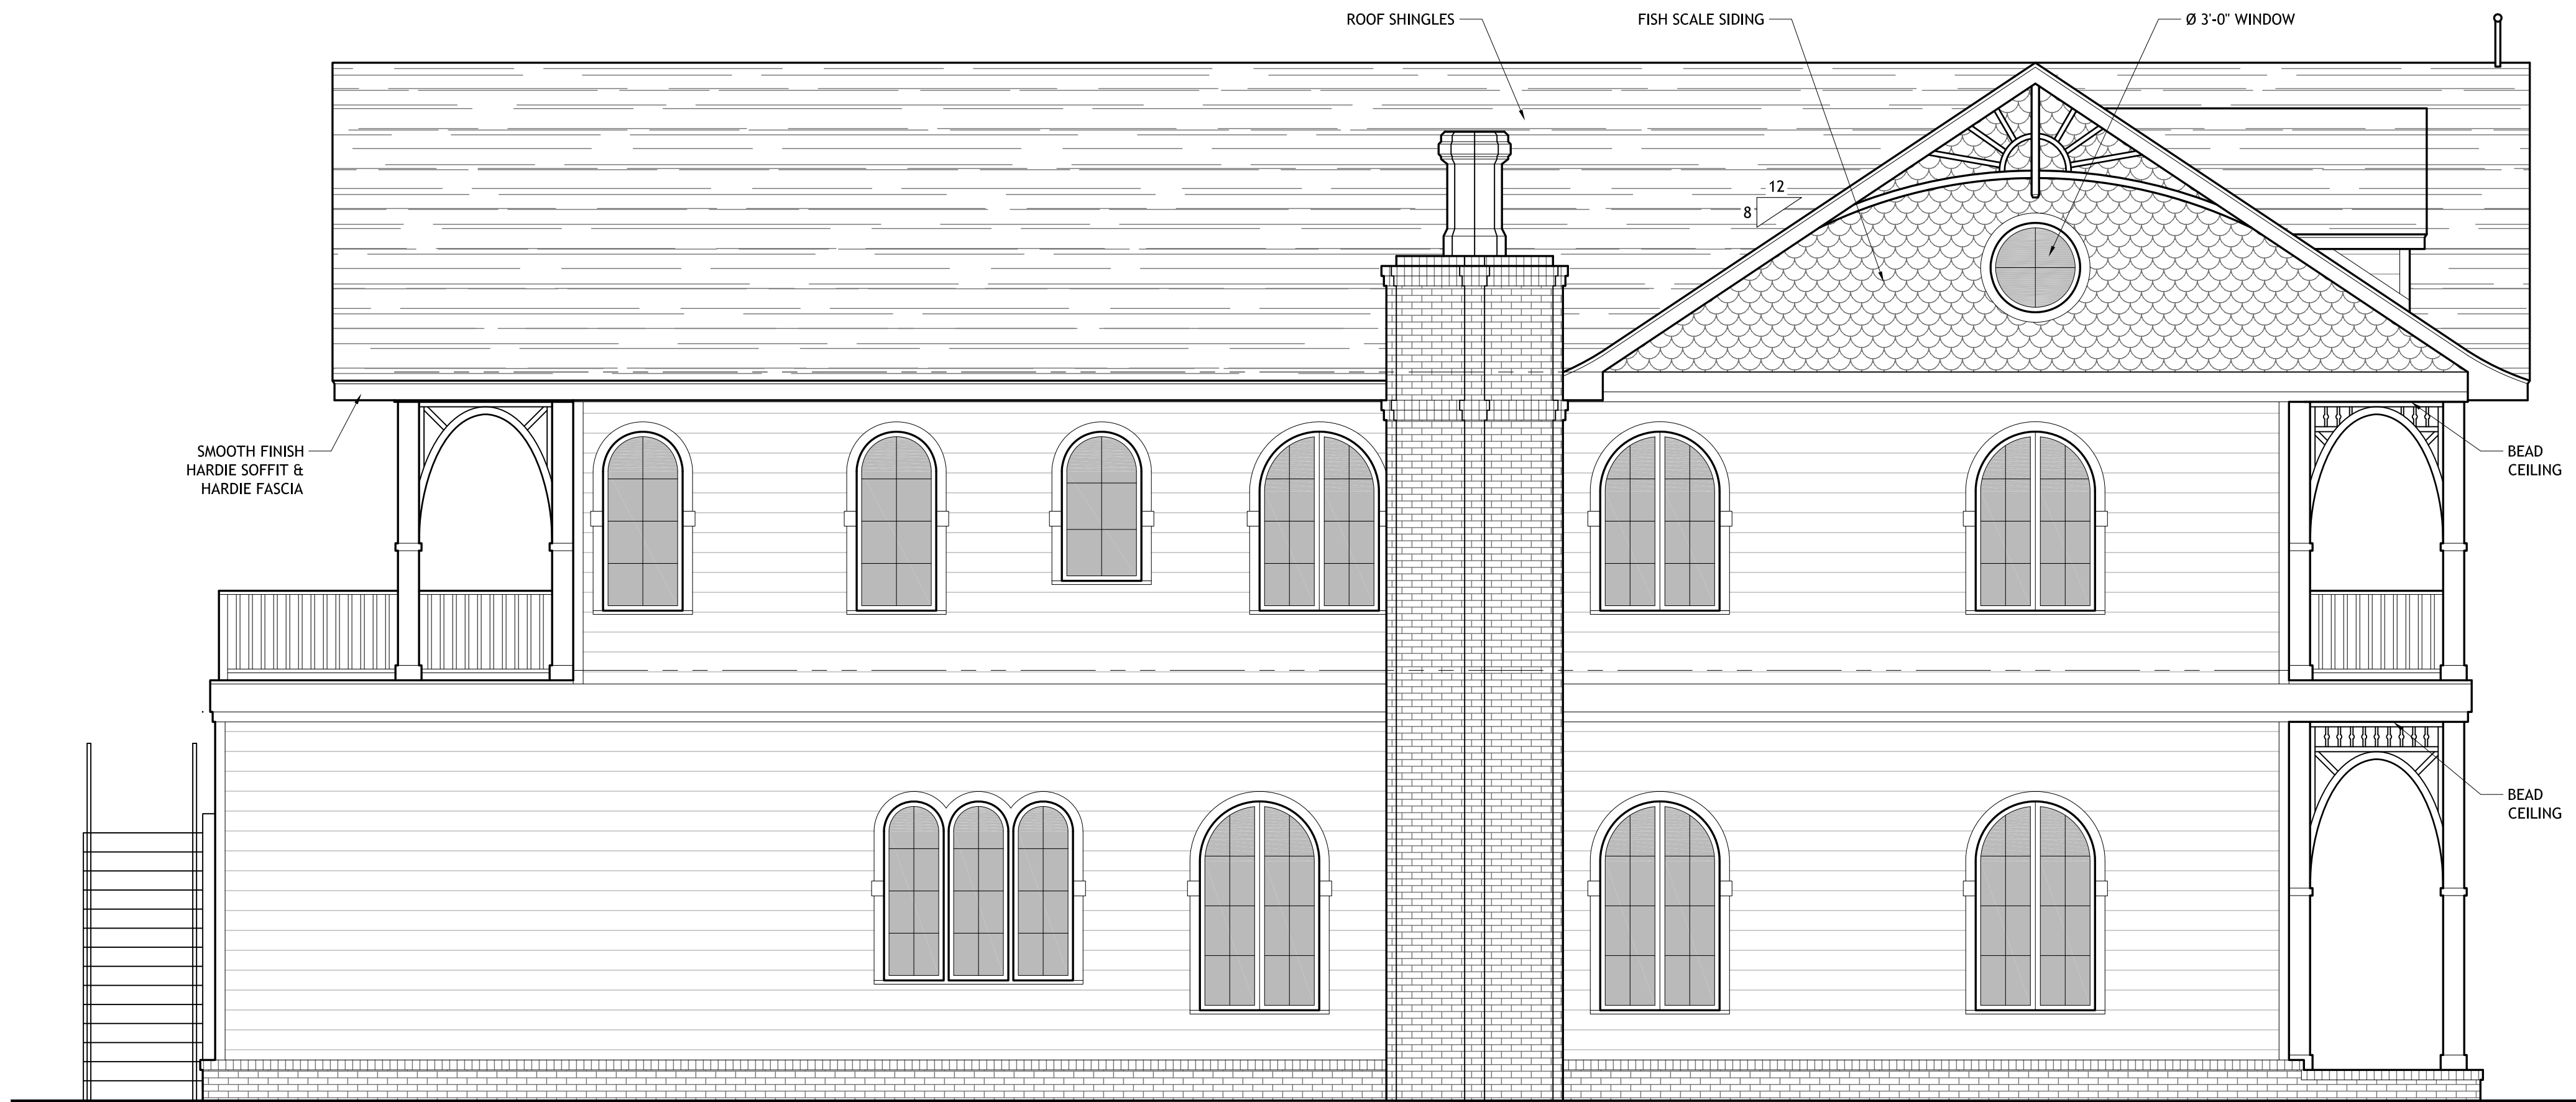 ROOF SHINGLES
FISH SCALE SIDING
Ø 3'-0" WINDOW
12
8
SMOOTH FINISH
HARDIE SOFFIT &
HARDIE FASCIA
BEAD
CEILING
BEAD
CEILING